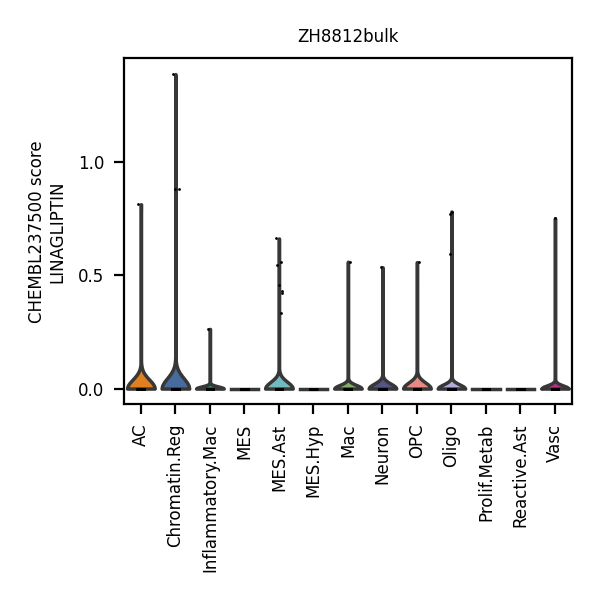 ZH8812bulk
CHEMBL237500 score
LINAGLIPTIN
1.0
0.5
0.0
AC
Chromatin.Reg
Inflammatory.Mac
MES
MES.Ast
MES.Hyp
Mac
Neuron
OPC
Oligo
Prolif.Metab
Reactive.Ast
Vasc